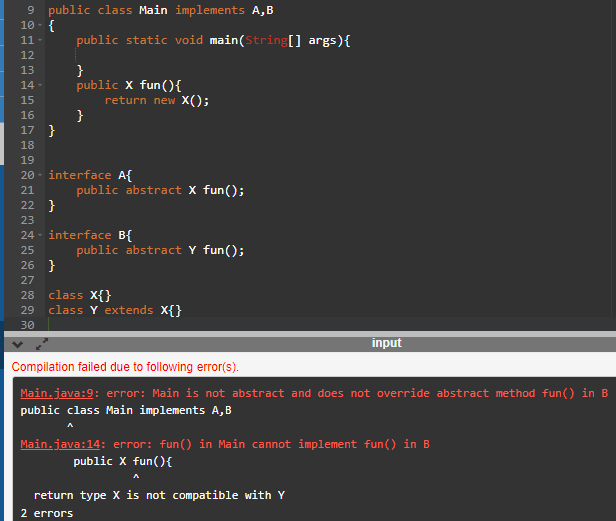 9 public class Main implements A,B
10 {
11 public static void main(String[] args){
12
13 }
14 public X fun(){
15 return new X();
16 }
17 }
18
19
20 interface A{
21 public abstract X fun();
22 }
23
24 interface B{
25 public abstract Y fun();
26 }
27
28 class X{}
29 class Y extends X{}
30
input
Compilation failed due to following error(s).
Main.java:9: error: Main is not abstract and does not override abstract method fun() in B
public class Main implements A,B
^
Main.java:14: error: fun() in Main cannot implement fun() in B
public X fun(){
^
return type X is not compatible with Y
2 errors